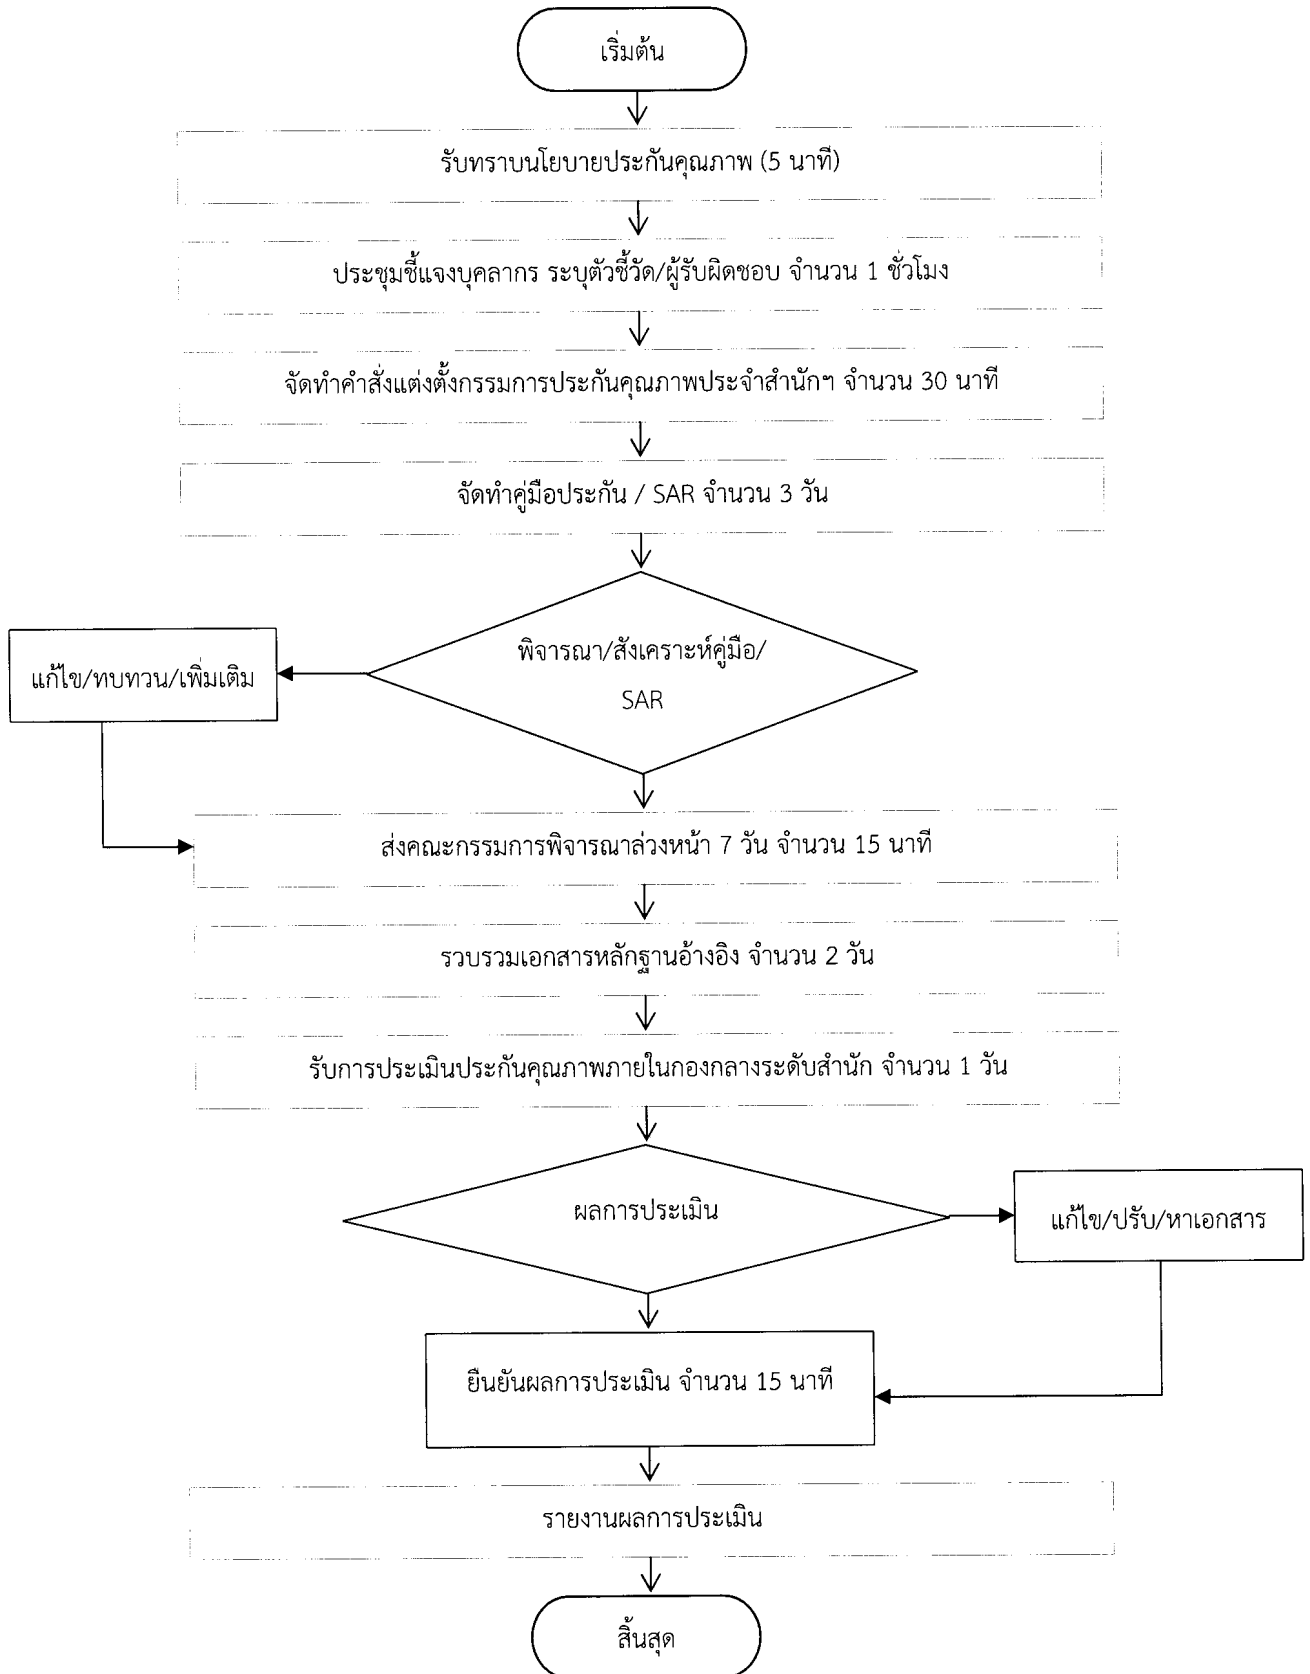 เริ่มต้น
รับทราบนโยบายประกันคุณภาพ (5 นาที)
ประชุมชี้แจงบุคลากร ระบุตัวชี้วัด/ผู้รับผิดชอบ จำนวน 1 ชั่วโมง
จัดทำคำสั่งแต่งตั้งกรรมการประกันคุณภาพประจำสำนักฯ จำนวน 30 นาที
จัดทำคู่มือประกัน / SAR จำนวน 3 วัน
พิจารณา/สังเคราะห์คู่มือ/
SAR
แก้ไข/ทบทวน/เพิ่มเติม
ส่งคณะกรรมการพิจารณาล่วงหน้า 7 วัน จำนวน 15 นาที
รวบรวมเอกสารหลักฐานอ้างอิง จำนวน 2 วัน
รับการประเมินประกันคุณภาพภายในกองกลางระดับสำนัก จำนวน 1 วัน
ผลการประเมิน
แก้ไข/ปรับ/หาเอกสาร
ยืนยันผลการประเมิน จำนวน 15 นาที
รายงานผลการประเมิน
สิ้นสุด